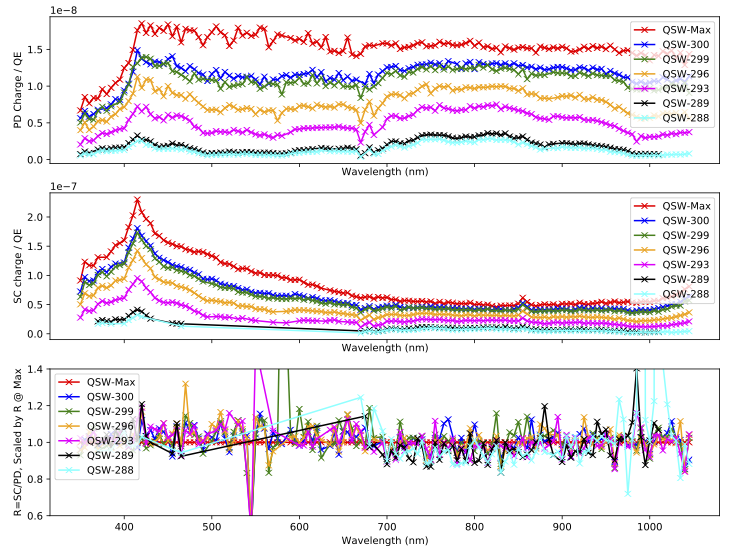 1e−8
PD Charge / QE
1.5
1.0
0.5
0.0
QSW-Max
QSW-300
QSW-299
QSW-296
QSW-293
QSW-289
QSW-288
Wavelength (nm)
1e−7
SC charge / QE
2.0
1.5
1.0
0.5
0.0
QSW-Max
QSW-300
QSW-299
QSW-296
QSW-293
QSW-289
QSW-288
Wavelength (nm)
R=SC/PD, Scaled by R @ Max
1.4
1.2
1.0
0.8
0.6
QSW-Max
QSW-300
QSW-299
QSW-296
QSW-293
QSW-289
QSW-288
400 500 600 700 800 900 1000
Wavelength (nm)